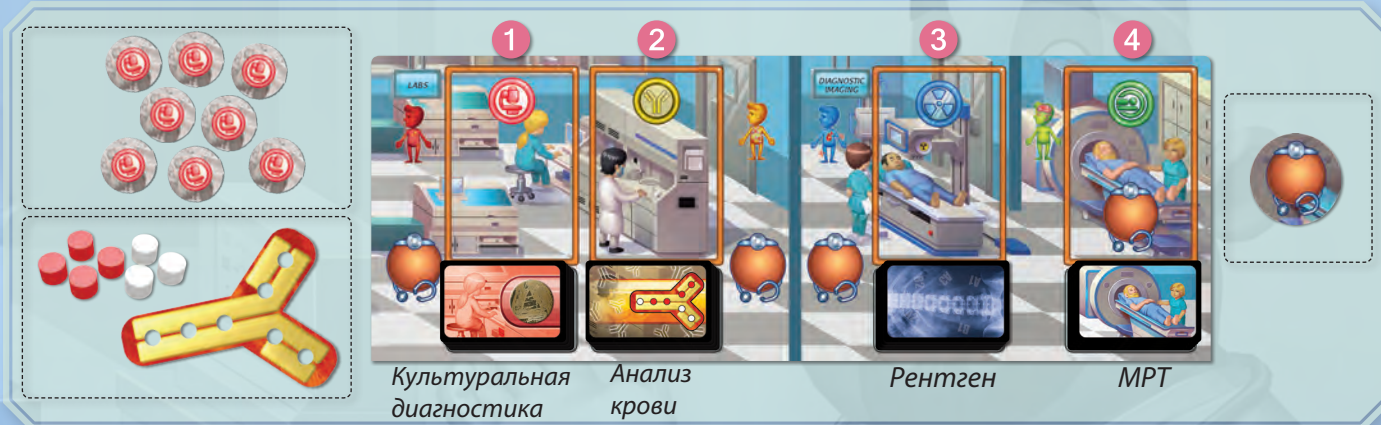 1
2
3
4
LABS
DIAGNOSTIC
IMAGING
Культуральная
диагностика
Анализ
крови
Рентген
МРТ